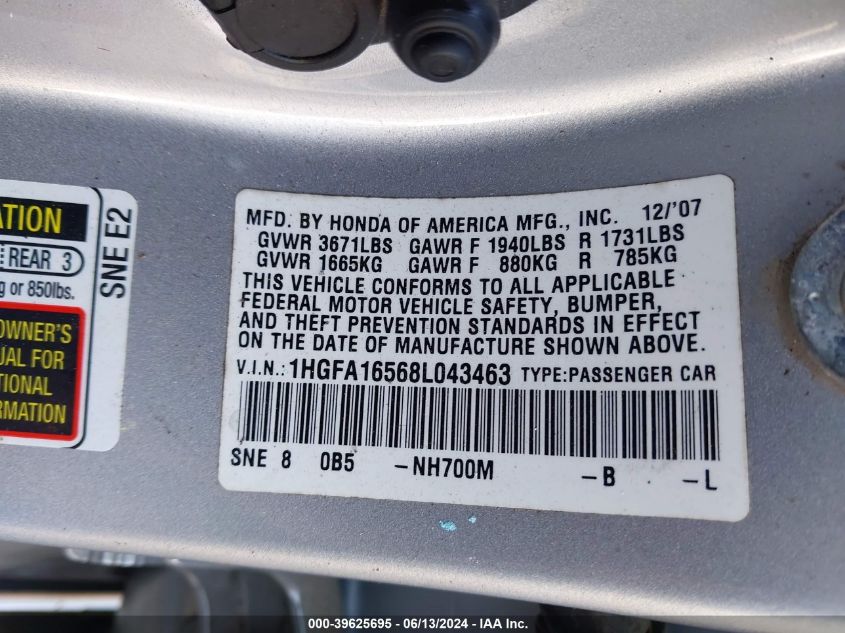 ATION
REAR 3
g or 850lbs.
OWNER'S
UAL FOR
TIONAL
RMATION
SNE E2
MFD. BY HONDA OF AMERICA MFG., INC. 12/'07
GVWR 3671LBS GAWR F 1940LBS R 1731LBS
GVWR 1665KG GAWR F 880KG R 785KG
THIS VEHICLE CONFORMS TO ALL APPLICABLE
FEDERAL MOTOR VEHICLE SAFETY, BUMPER,
AND THEFT PREVENTION STANDARDS IN EFFECT
ON THE DATE OF MANUFACTURE SHOWN ABOVE.
V.I.N.: 1HGFA16568L043463 TYPE:PASSENGER CAR
SNE 8 0B5 -NH700M -B -L
000-39625695 - 06/13/2024 - IAA Inc.